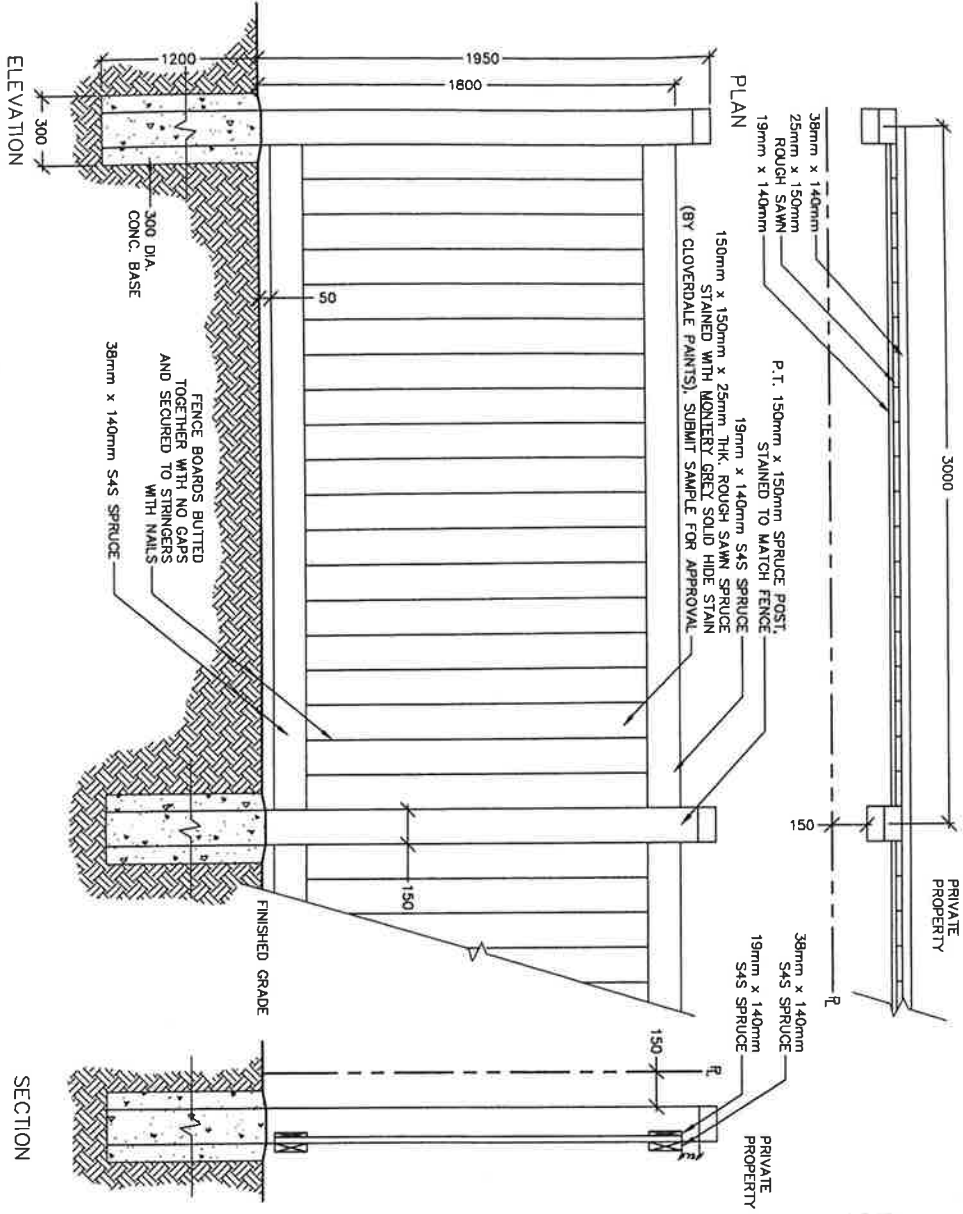 PRIVATE
PROPERTY
3000
150
℄
38mm x 140mm
25mm x 150mm
ROUGH SAWN
19mm x 140mm
PLAN
P.T. 150mm x 150mm SPRUCE POST,
STAINED TO MATCH FENCE
19mm x 140mm S4S SPRUCE
150mm x 150mm x 25mm THK. ROUGH SAWN SPRUCE
STAINED WITH MONTERY GREY SOLID HIDE STAIN
(BY CLOVERDALE PAINTS), SUBMIT SAMPLE FOR APPROVAL
1950
1800
1200
300
50
150
300 DIA.
CONC. BASE
FENCE BOARDS BUTTED
TOGETHER WITH NO GAPS
AND SECURED TO STRINGERS
WITH NAILS
38mm x 140mm S4S SPRUCE
FINISHED GRADE
ELEVATION
38mm x 140mm
S4S SPRUCE
19mm x 140mm
S4S SPRUCE
PRIVATE
PROPERTY
150
PL
SECTION